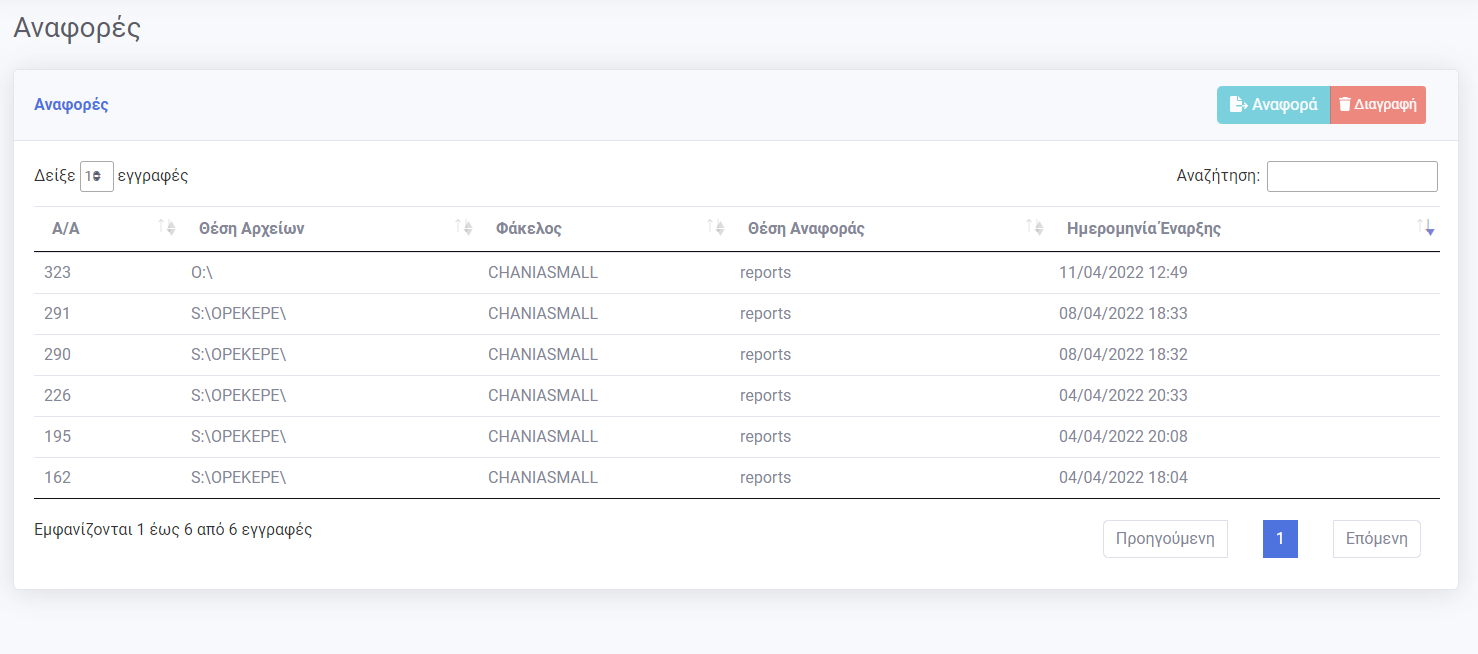 Αναφορές
Αναφορές Αναφορά Διαγραφή
Δείξε εγγραφές Αναζήτηση:
Α/Α Θέση Αρχείων Φάκελος Θέση Αναφοράς Ημερομηνία Έναρξης
323 O:\ CHANIASMALL reports 11/04/2022 12:49
291 S:\OPEKEPE\ CHANIASMALL reports 08/04/2022 18:33
290 S:\OPEKEPE\ CHANIASMALL reports 08/04/2022 18:32
226 S:\OPEKEPE\ CHANIASMALL reports 04/04/2022 20:33
195 S:\OPEKEPE\ CHANIASMALL reports 04/04/2022 20:08
162 S:\OPEKEPE\ CHANIASMALL reports 04/04/2022 18:04
Εμφανίζονται 1 έως 6 από 6 εγγραφές
Προηγούμενη 1 Επόμενη